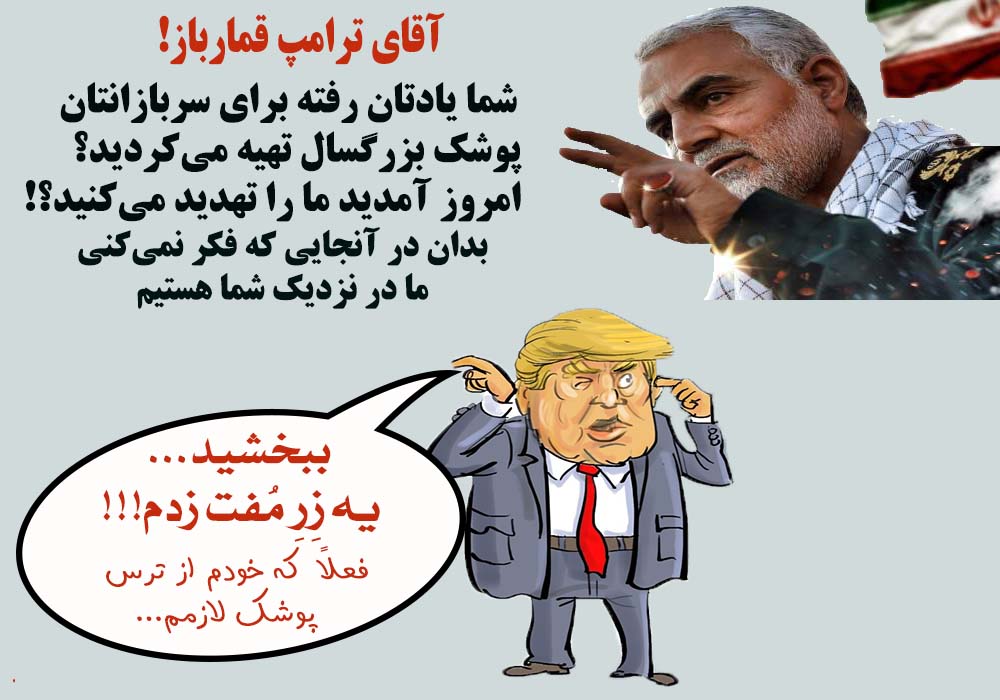 آقای ترامپ قمارباز!
شما یادتان رفته برای سربازانتان
پوشک بزرگسال تهیه می‌کردید؟
امروز آمدید ما را تهدید می‌کنید؟!
بدان در آنجایی که فکر نمی‌کنی
ما در نزدیک شما هستیم
ببخشید...
یه زِرِ مُفت زدم!!!
فعلاً که خودم از ترس
پوشک لازمم...